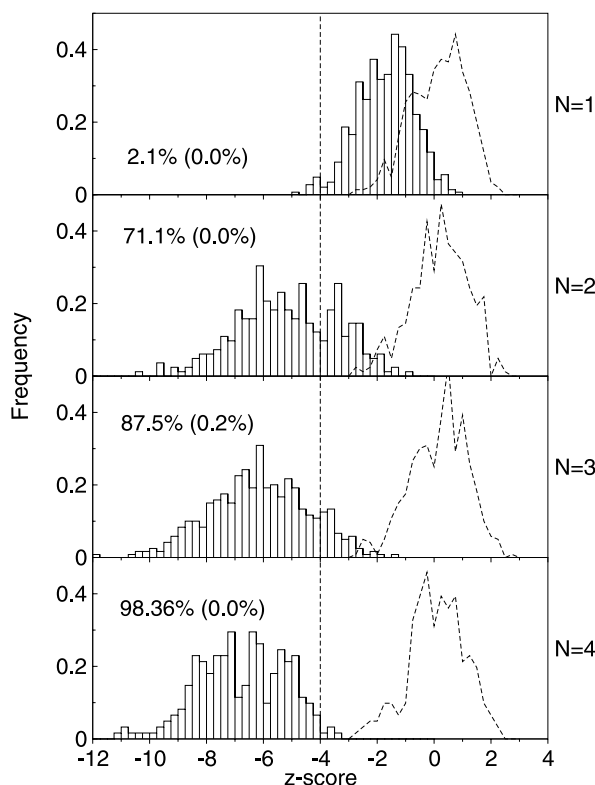 0.4
0.2
0
2.1% (0.0%)
N=1
0.4
0.2
0
71.1% (0.0%)
N=2
Frequency
0.4
0.2
0
87.5% (0.2%)
N=3
0.4
0.2
0
98.36% (0.0%)
N=4
-12 -10 -8 -6 -4 -2 0 2 4
z-score